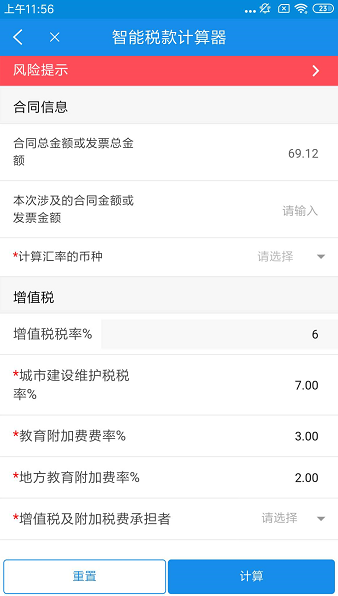 上午11:56
23
智能税款计算器
风险提示
合同信息
合同总金额或发票总金
额
69.12
本次涉及的合同金额或
发票金额
请输入
*计算汇率的币种
请选择
增值税
增值税税率%
6
*城市建设维护税税
率%
7.00
*教育附加费费率%
3.00
*地方教育附加费率%
2.00
*增值税及附加税费承担者
请选择
重置
计算